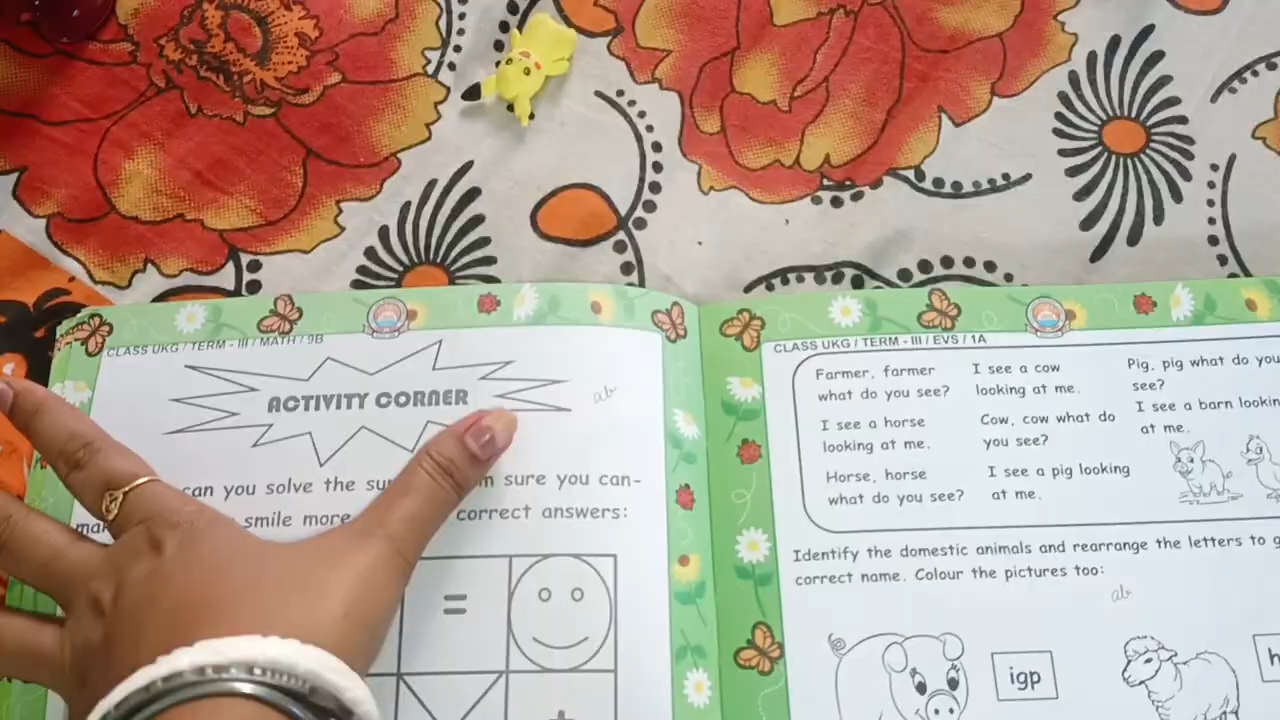 CLASS UKG / TERM - III / MATH / 9B
ACTIVITY CORNER
ab
can you solve the sure you can-
smile more correct answers:
=
CLASS UKG / TERM - III / EVS / 1A
Farmer, farmer
what do you see?
I see a horse
looking at me.
Horse, horse
what do you see?
I see a cow
looking at me.
Cow, cow what do
you see?
I see a pig looking
at me.
Pig, pig what do you
see?
I see a barn
at me.
Identify the domestic animals and rearrange the letters to
correct name. Colour the pictures too:
ab
igp